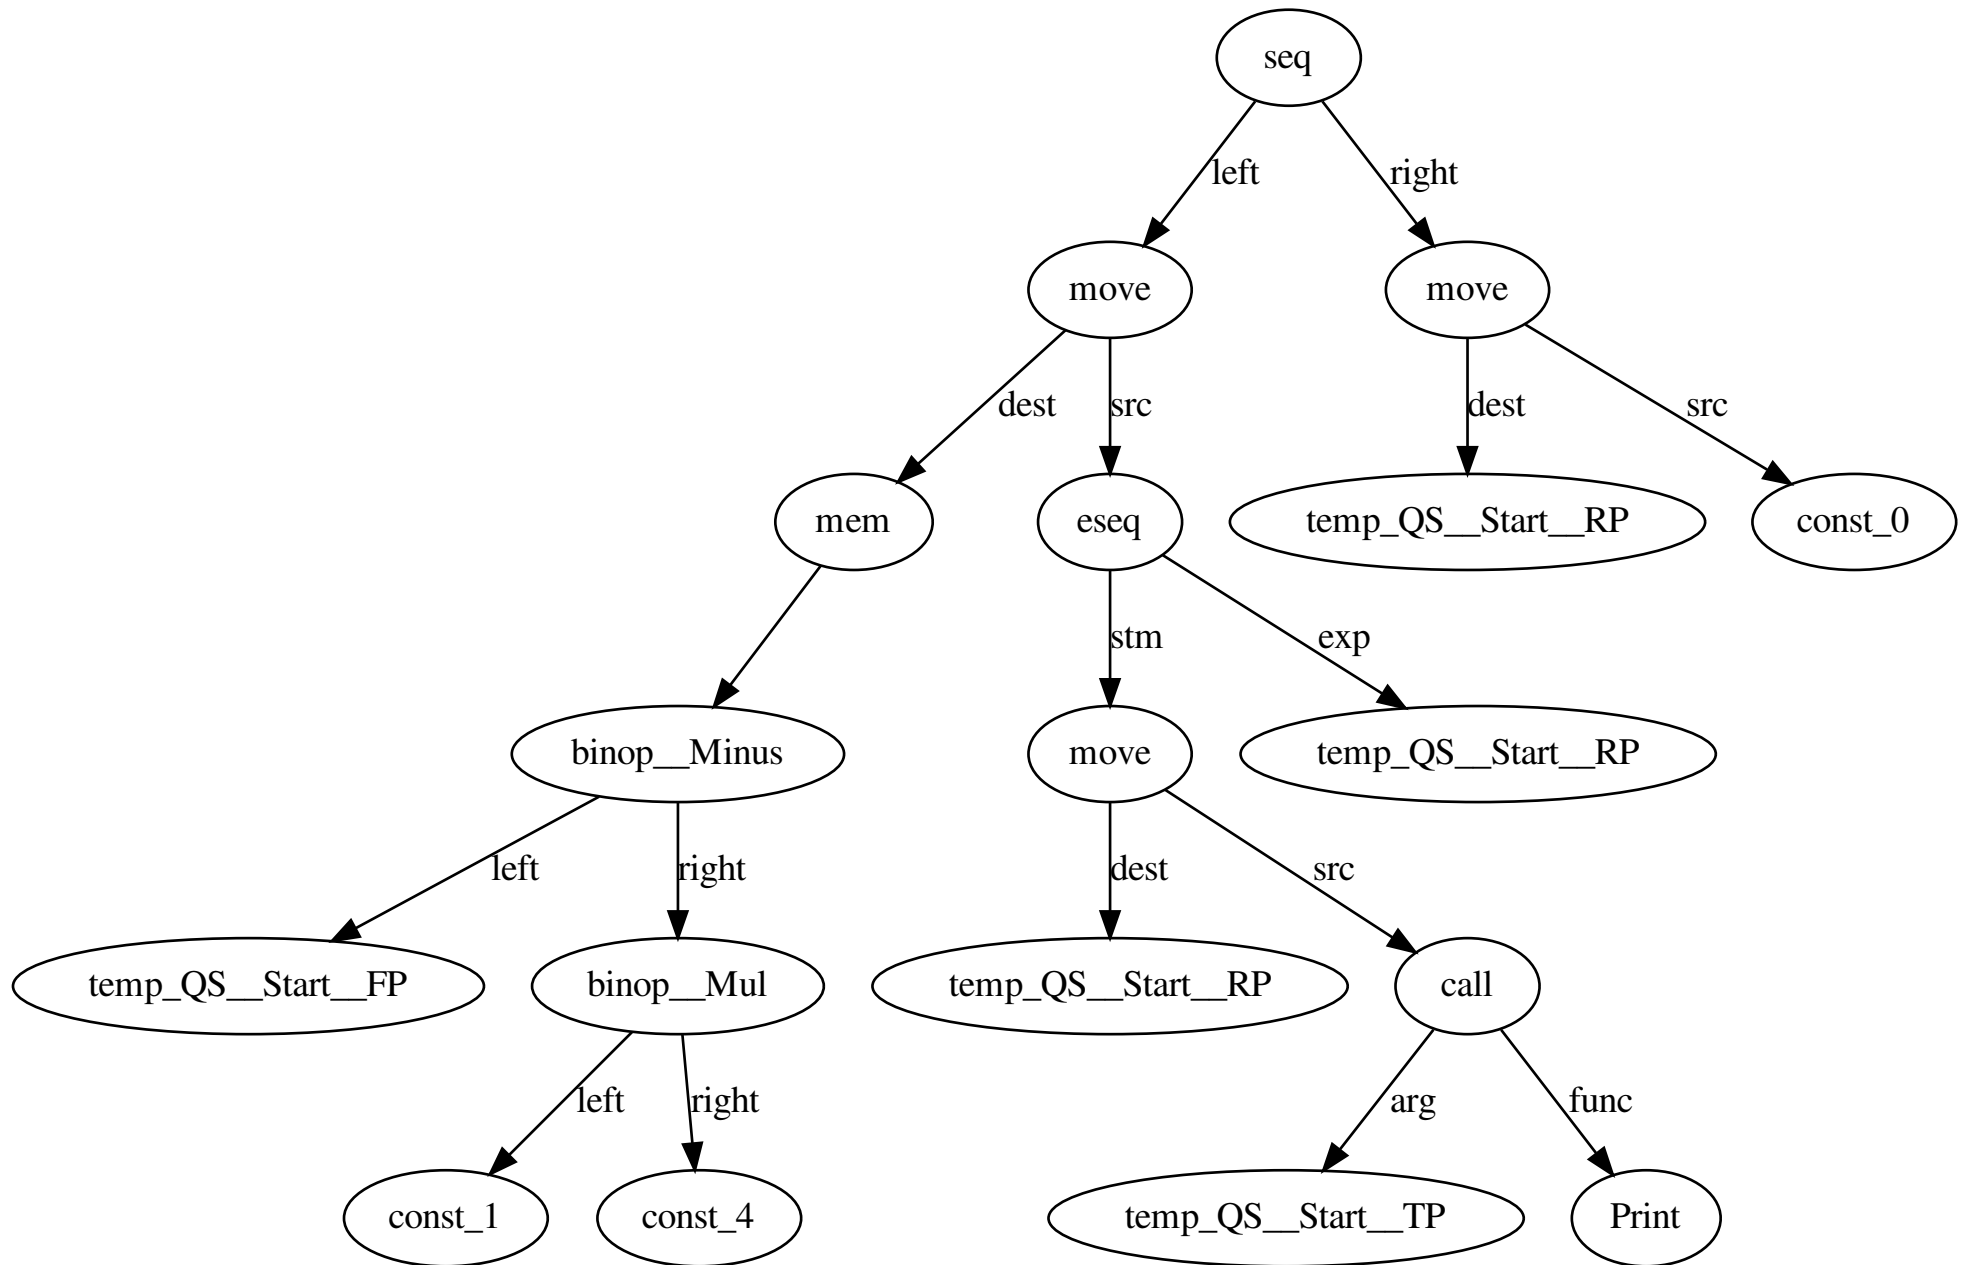 seq
left
right
move
move
dest
src
dest
src
mem
eseq
temp_QS__Start__RP
const_0
stm
exp
binop__Minus
move
temp_QS__Start__RP
left
right
dest
src
temp_QS__Start__FP
binop__Mul
temp_QS__Start__RP
call
left
right
arg
func
const_1
const_4
temp_QS__Start__TP
Print